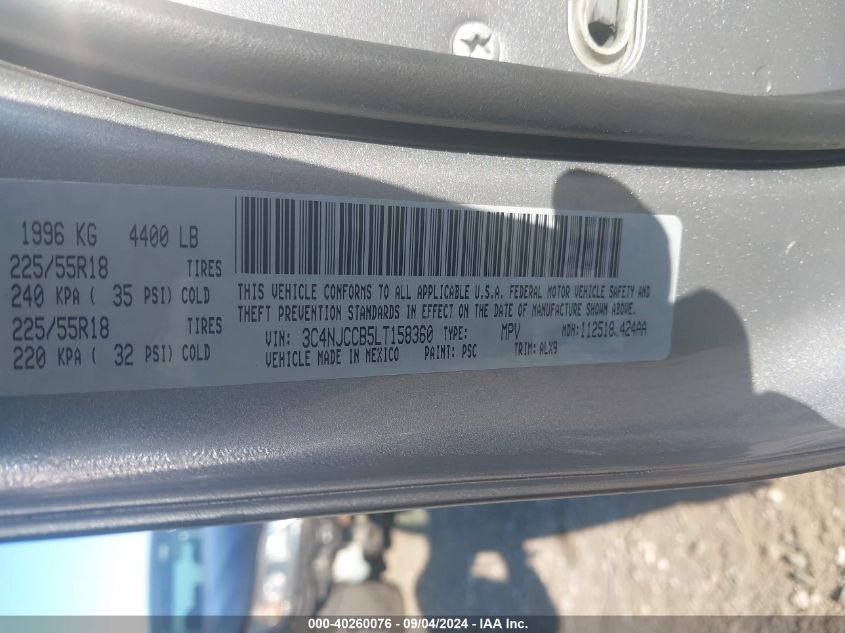 1996 KG 4400 LB
225/55R18 TIRES
240 KPA ( 35 PSI) COLD
225/55R18 TIRES
220 KPA ( 32 PSI) COLD
THIS VEHICLE CONFORMS TO ALL APPLICABLE U.S.A. FEDERAL MOTOR VEHICLE SAFETY AND
THEFT PREVENTION STANDARDS IN EFFECT ON THE DATE OF MANUFACTURE SHOWN ABOVE.
VIN: 3C4NJCCB5LT158360 TYPE: MPV MDH: 112518 424AA
VEHICLE MADE IN MEXICO PAINT: PSC TRIM: ALX9
000-40260076 - 09/04/2024 - IAA Inc.